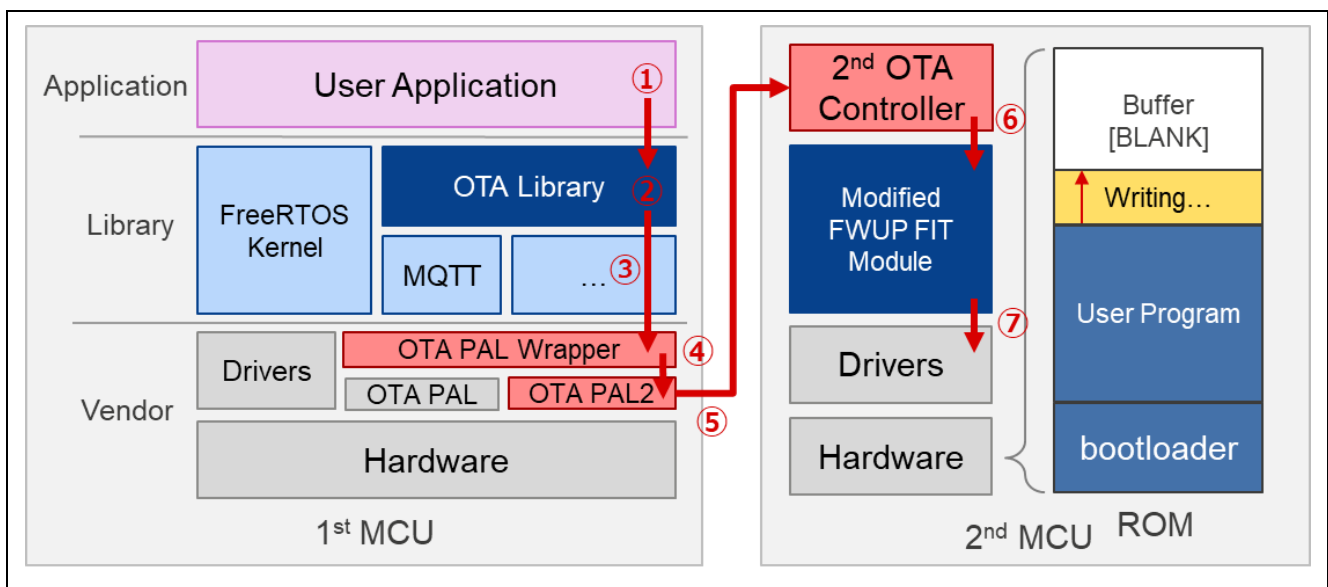 Application
User Application
①
Library
FreeRTOS
Kernel
OTA Library
②
MQTT
...
③
Vendor
Drivers
OTA PAL Wrapper
④
OTA PAL
OTA PAL2
⑤
Hardware
1st MCU
2nd OTA
Controller
⑥
Modified
FWUP FIT
Module
⑦
Drivers
Hardware
2nd MCU
Buffer
[BLANK]
Writing...
User Program
bootloader
ROM